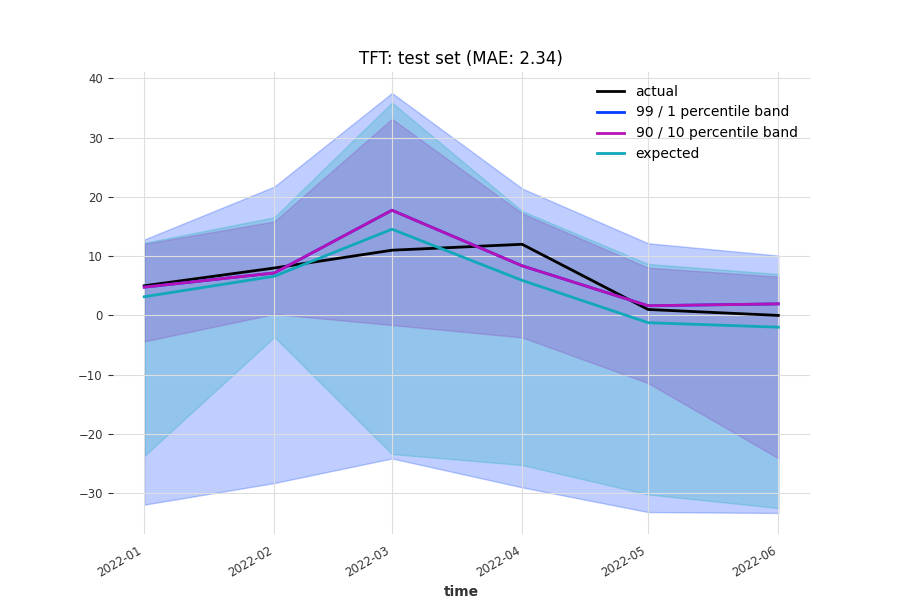 TFT: test set (MAE: 2.34)
actual
99 / 1 percentile band
90 / 10 percentile band
expected
40
30
20
10
0
−10
−20
−30
2022-01
2022-02
2022-03
2022-04
2022-05
2022-06
time